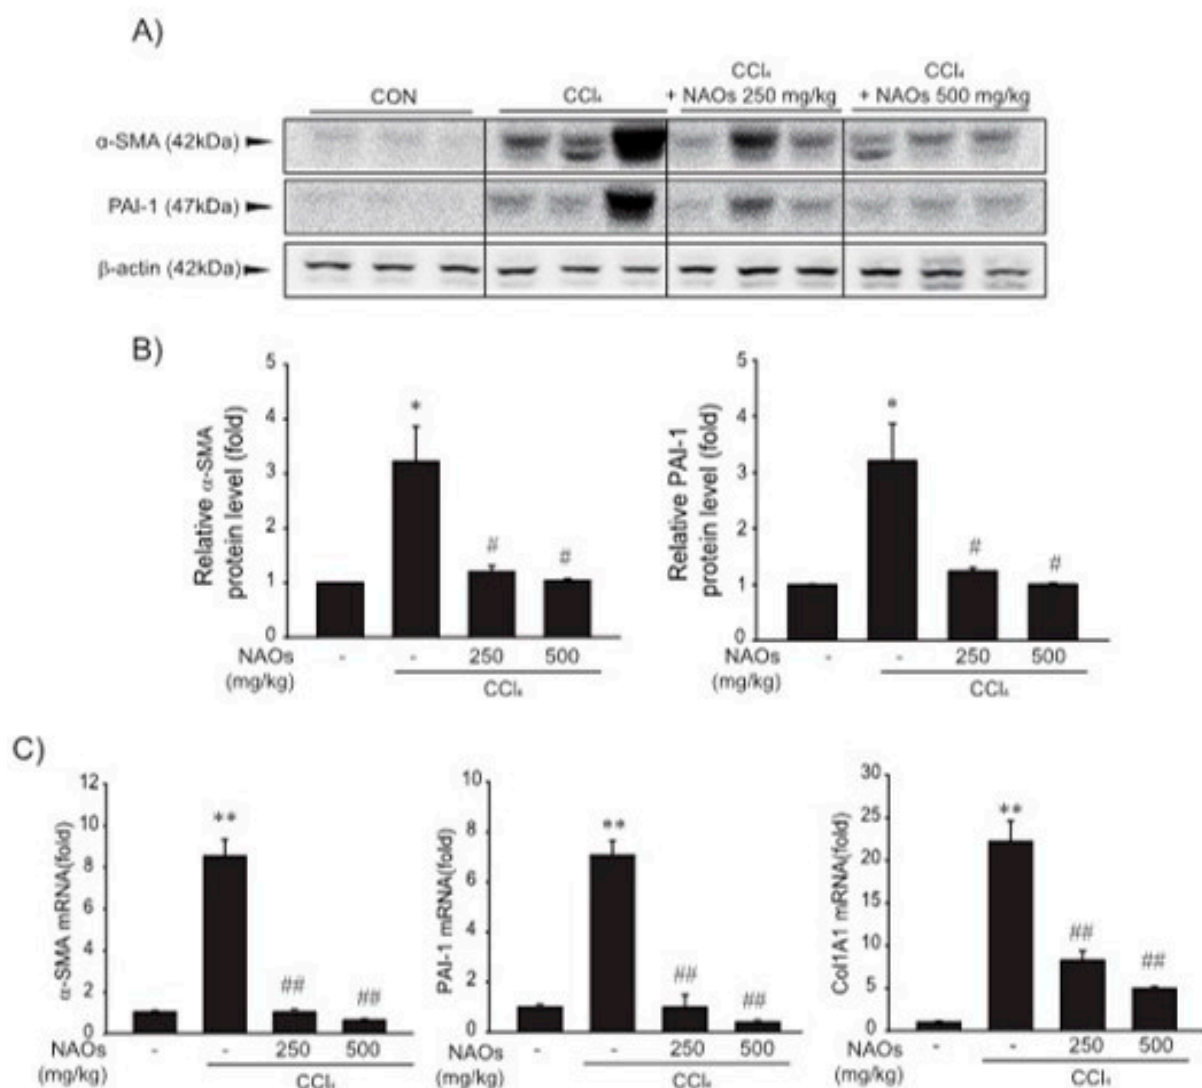 A)
CON
CCl₄
CCl₄
+ NAOs 250 mg/kg
CCl₄
+ NAOs 500 mg/kg
α-SMA (42kDa)
PAI-1 (47kDa)
β-actin (42kDa)
B)
Relative α-SMA
protein level (fold)
5
4
3
2
1
0
*
#
#
NAOs
(mg/kg)
-
-
250
500
CCl₄
Relative PAI-1
protein level (fold)
5
4
3
2
1
0
*
#
#
NAOs
(mg/kg)
-
-
250
500
CCl₄
C)
α-SMA mRNA(fold)
12
10
8
6
4
2
0
**
##
##
NAOs
(mg/kg)
-
-
250
500
CCl₄
PAI-1 mRNA(fold)
10
8
6
4
2
0
**
##
##
NAOs
(mg/kg)
-
-
250
500
CCl₄
Col1A1 mRNA(fold)
30
25
20
15
10
5
0
**
##
##
NAOs
(mg/kg)
-
-
250
500
CCl₄